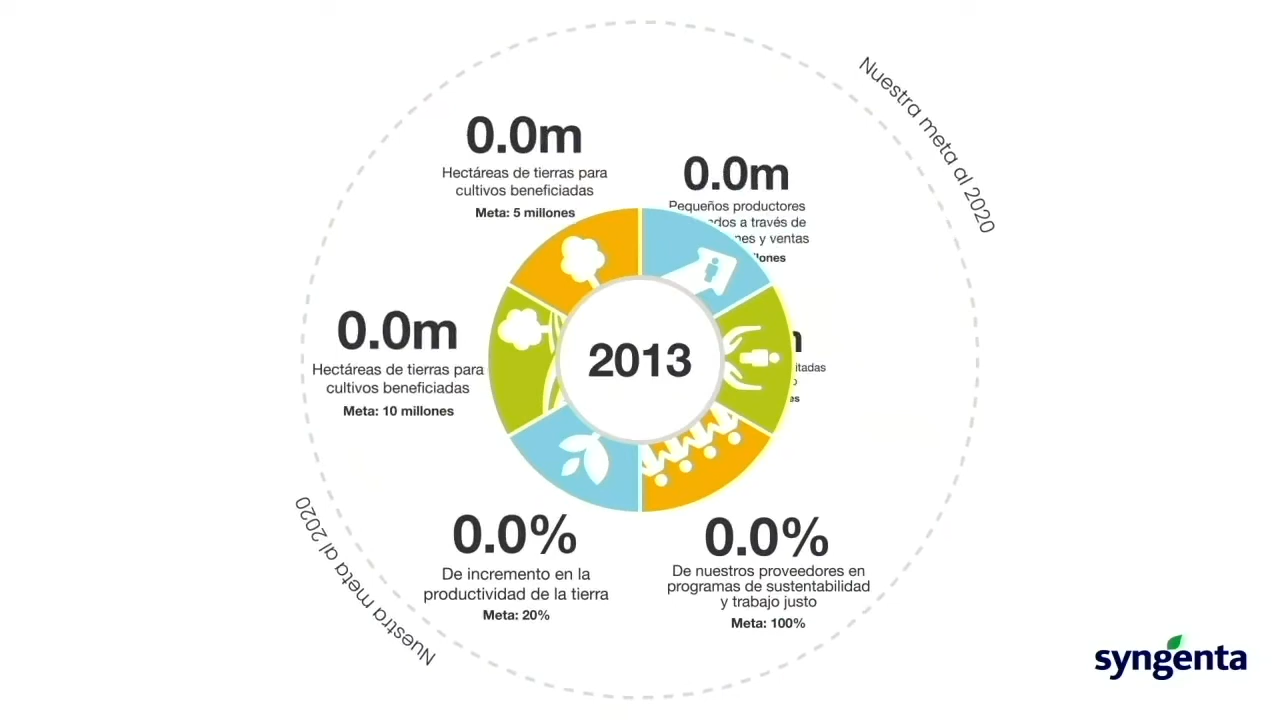 Nuestra meta al 2020
0.0m
Hectáreas de tierras para
cultivos beneficiadas
Meta: 5 millones
0.0m
Pequeños productores
a través de
y ventas
0.0m
Hectáreas de tierras para
cultivos beneficiadas
Meta: 10 millones
2013
0.0%
De incremento en la
productividad de la tierra
Meta: 20%
0.0%
De nuestros proveedores en
programas de sustentabilidad
y trabajo justo
Meta: 100%
Nuestra meta al 2020
syngenta